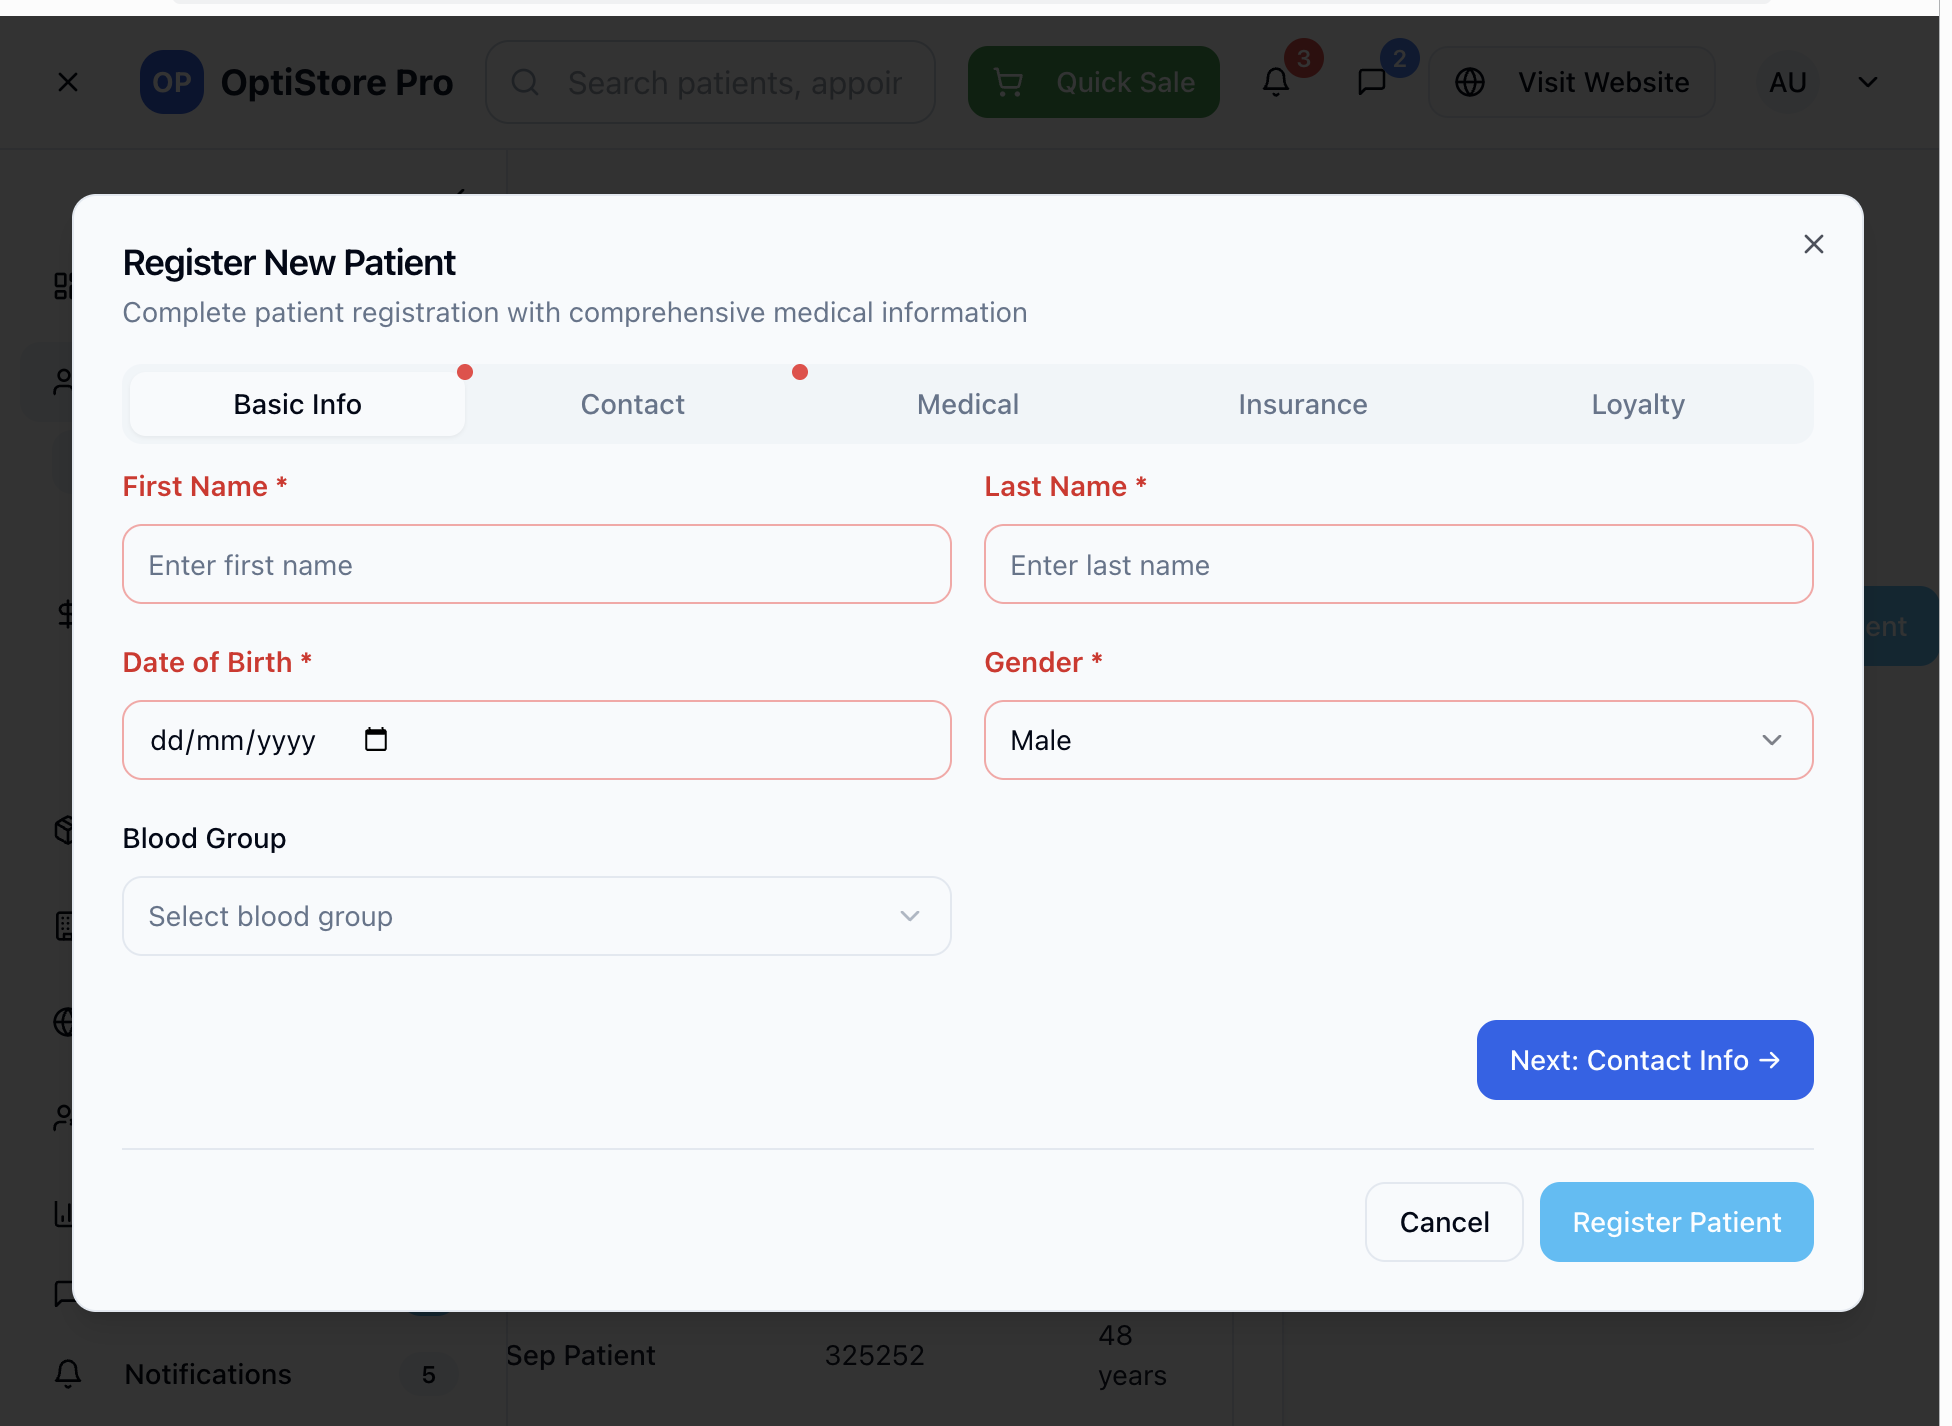 OP OptiStore Pro
Search patients, appoir
Quick Sale
3
2
Visit Website
AU
Register New Patient
Complete patient registration with comprehensive medical information
Basic Info
Contact
Medical
Insurance
Loyalty
First Name *
Last Name *
Enter first name
Enter last name
Date of Birth *
Gender *
dd/mm/yyyy
Male
ent
Blood Group
Select blood group
Next: Contact Info →
Cancel
Register Patient
Sep Patient
325252
48
years
Notifications
5